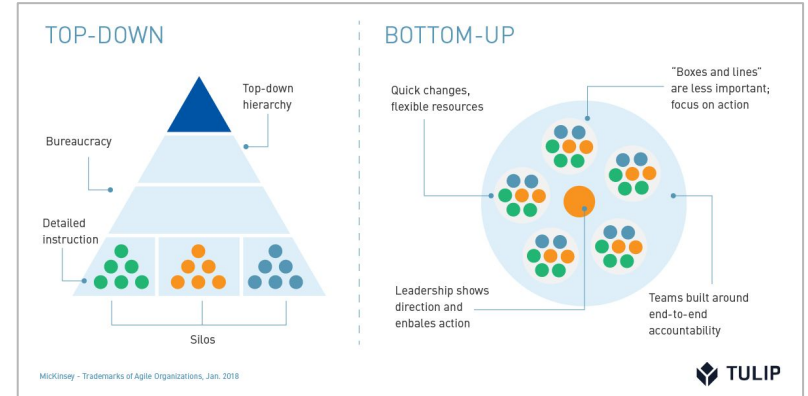 TOP-DOWN
Top-down
hierarchy
Bureaucracy
Detailed
instruction
Silos
BOTTOM-UP
"Boxes and lines"
are less important;
focus on action
Quick changes,
flexible resources
Leadership shows
direction and
enbales action
Teams built around
end-to-end
accountability
MicKinsey - Trademarks of Agile Organizations, Jan. 2018
TULIP